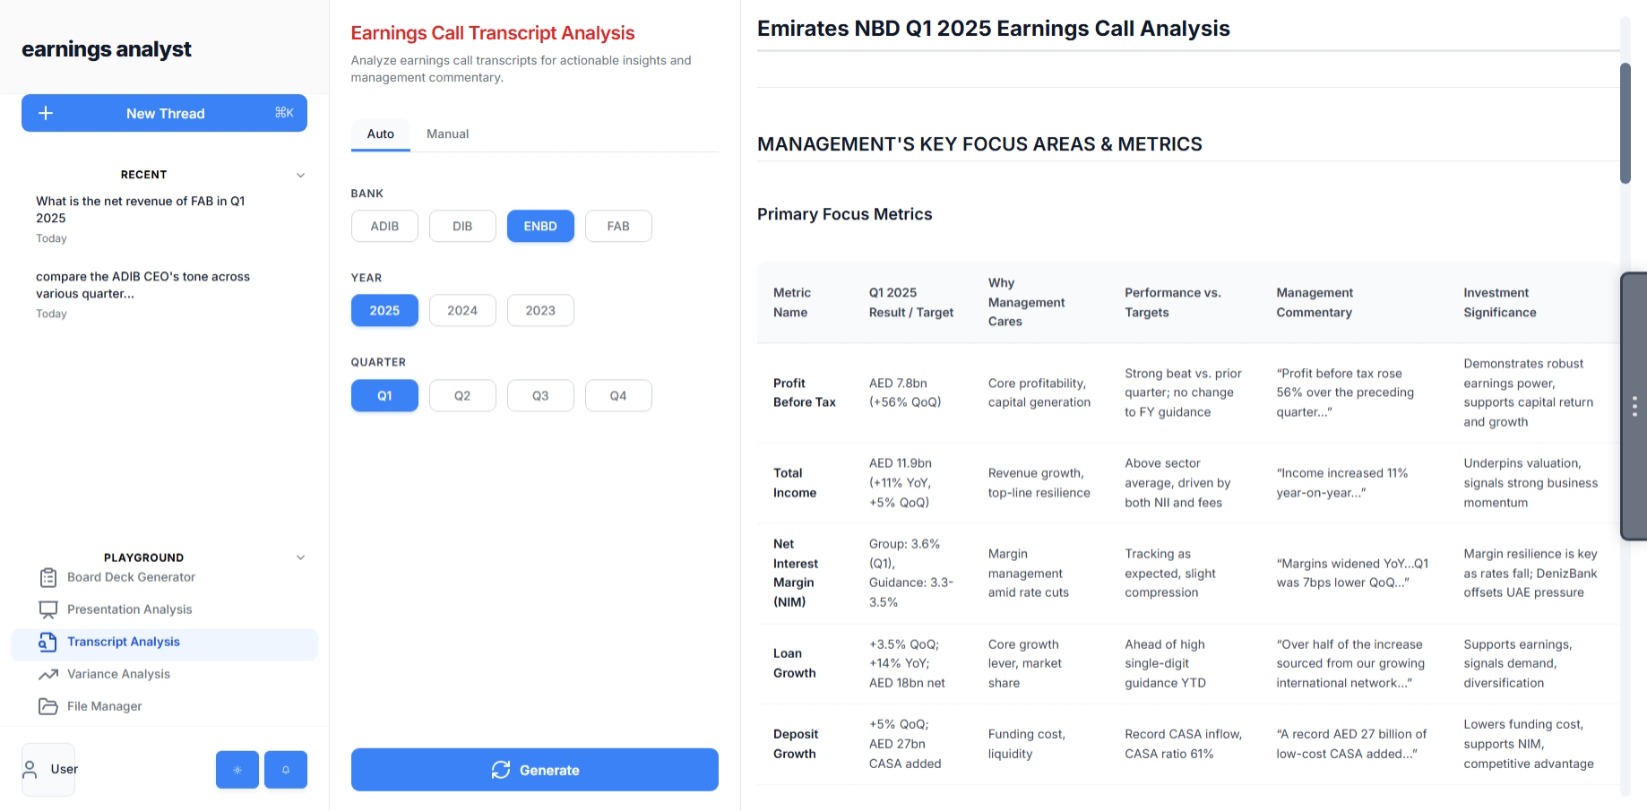 earnings analyst
New Thread ⌘K
RECENT
What is the net revenue of FAB in Q1
2025
Today
compare the ADIB CEO's tone across
various quarter...
Today
PLAYGROUND
Board Deck Generator
Presentation Analysis
Transcript Analysis
Variance Analysis
File Manager
User
Earnings Call Transcript Analysis
Analyze earnings call transcripts for actionable insights and
management commentary.
Auto Manual
BANK
ADIB DIB ENBD FAB
YEAR
2025 2024 2023
QUARTER
Q1 Q2 Q3 Q4
Generate
Emirates NBD Q1 2025 Earnings Call Analysis
MANAGEMENT'S KEY FOCUS AREAS & METRICS
Primary Focus Metrics
Metric
Name
Q1 2025
Result / Target
Why
Management
Cares
Performance vs.
Targets
Management
Commentary
Investment
Significance
Profit
Before Tax
AED 7.8bn
(+56% QoQ)
Core profitability,
capital generation
Strong beat vs. prior
quarter; no change
to FY guidance
“Profit before tax rose
56% over the preceding
quarter...”
Demonstrates robust
earnings power,
supports capital return
and growth
Total
Income
AED 11.9bn
(+11% YoY,
+5% QoQ)
Revenue growth,
top-line resilience
Above sector
average, driven by
both NII and fees
“Income increased 11%
year-on-year...”
Underpins valuation,
signals strong business
momentum
Net
Interest
Margin
(NIM)
Group: 3.6%
(Q1),
Guidance: 3.3-
3.5%
Margin
management
amid rate cuts
Tracking as
expected, slight
compression
“Margins widened YoY...Q1
was 7bps lower QoQ...”
Margin resilience is key
as rates fall; DenizBank
offsets UAE pressure
Loan
Growth
+3.5% QoQ;
+14% YoY;
AED 18bn net
Core growth
lever, market
share
Ahead of high
single-digit
guidance YTD
“Over half of the increase
sourced from our growing
international network...”
Supports earnings,
signals demand,
diversification
Deposit
Growth
+5% QoQ;
AED 27bn
CASA added
Funding cost,
liquidity
Record CASA inflow,
CASA ratio 61%
“A record AED 27 billion of
low-cost CASA added...”
Lowers funding cost,
supports NIM,
competitive advantage